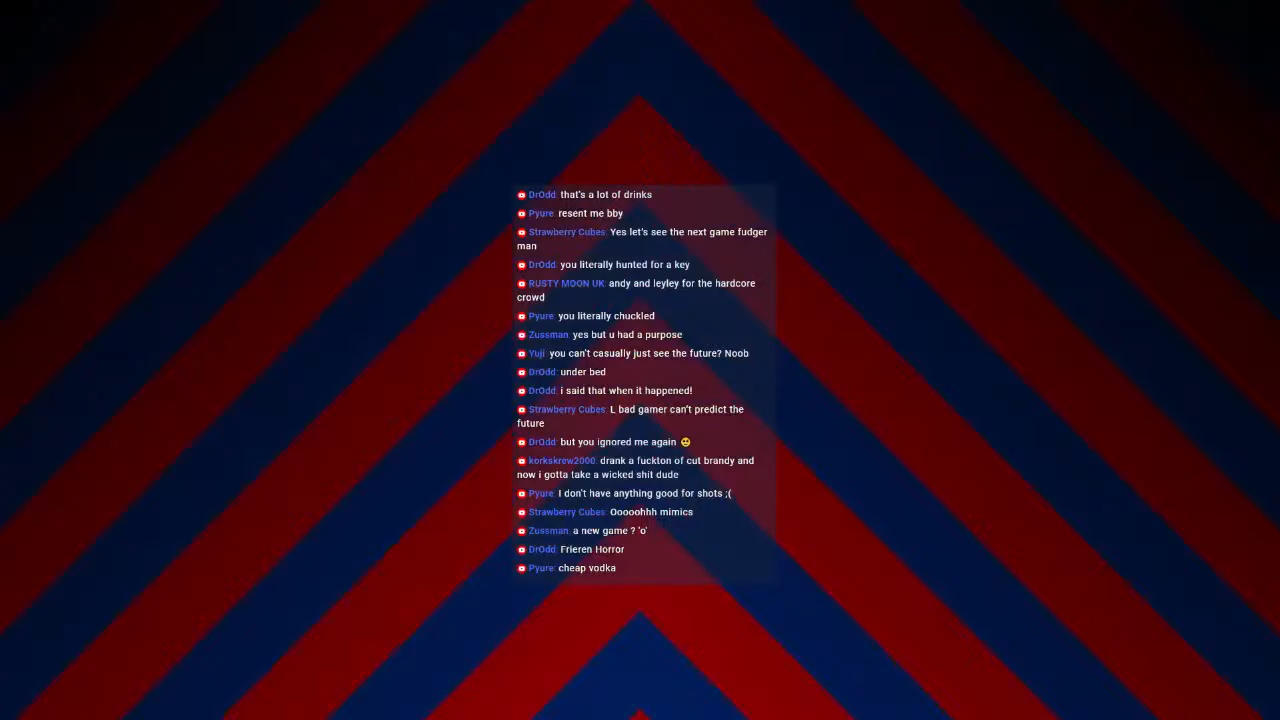 DrOdd: that's a lot of drinks
Pyure: resent me bby
Strawberry Cubes: Yes let's see the next game fudger
man
DrOdd: you literally hunted for a key
RUSTY MOON UK: andy and leyley for the hardcore
crowd
Pyure: you literally chuckled
Zussman: yes but u had a purpose
Yuji: you can't casually just see the future? Noob
DrOdd: under bed
DrOdd: i said that when it happened!
Strawberry Cubes: L bad gamer can't predict the
future
DrOdd: but you ignored me again 
korkskrew2000: drank a fuckton of cut brandy and
now i gotta take a wicked shit dude
Pyure: I don't have anything good for shots ;(
Strawberry Cubes: Ooooohhh mimics
Zussman: a new game ? 'o'
DrOdd: Frieren Horror
Pyure: cheap vodka